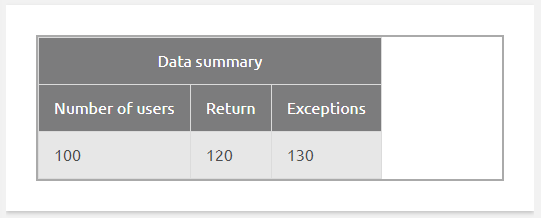 Data summary
Number of users Return Exceptions
100 120 130